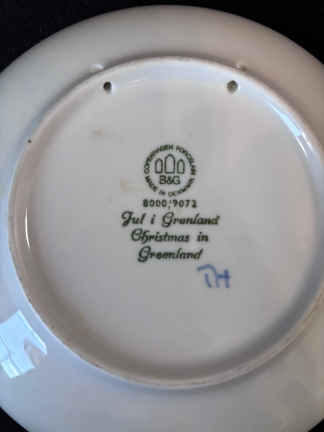 COPENHAGEN PORCELAIN
MADE IN DENMARK
B&G
8000/9072
Jul i Grønland
Christmas in
Greenland
TH